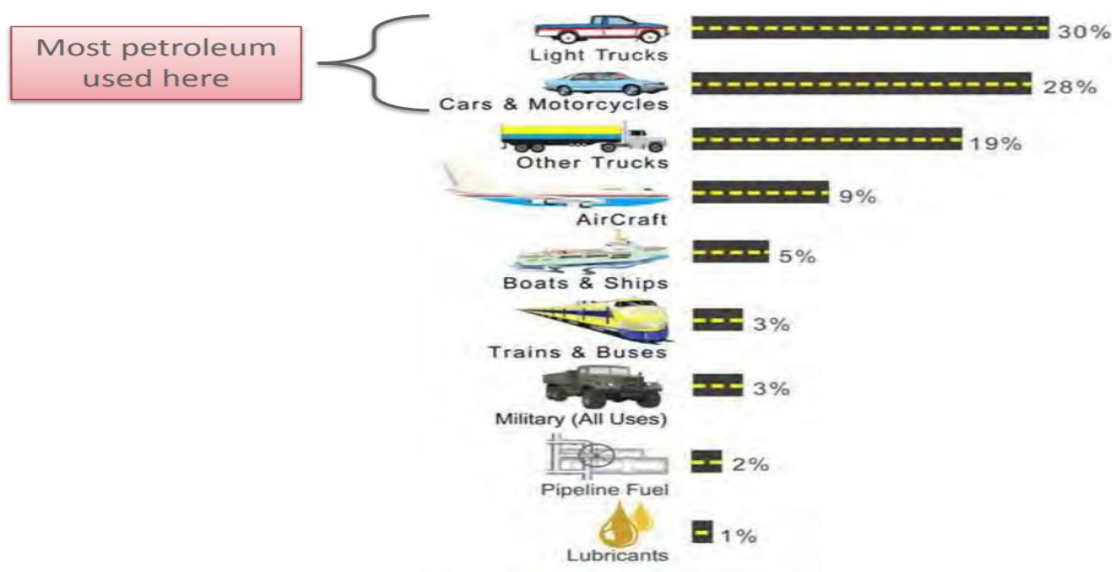 Most petroleum
used here
Light Trucks
30%
Cars & Motorcycles
28%
Other Trucks
19%
AirCraft
9%
Boats & Ships
5%
Trains & Buses
3%
Military (All Uses)
3%
Pipeline Fuel
2%
Lubricants
1%